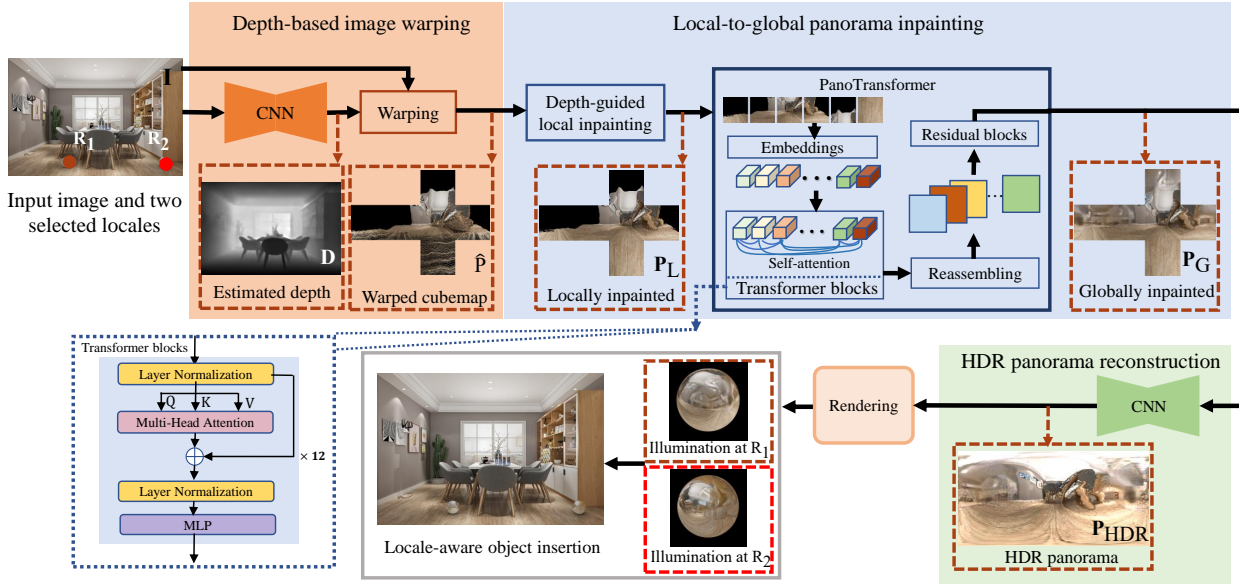 Depth-based image warping
Local-to-global panorama inpainting
I
CNN
Warping
Depth-guided
local inpainting
PanoTransformer
Embeddings
Self-attention
Transformer blocks
Residual blocks
Reassembling
R1
R2
Input image and two
selected locales
D
Estimated depth
P̂
Warped cubemap
PL
Locally inpainted
PG
Globally inpainted
Transformer blocks
Layer Normalization
Q K V
Multi-Head Attention
× 12
Layer Normalization
MLP
Locale-aware object insertion
Illumination at R1
Illumination at R2
Rendering
HDR panorama reconstruction
CNN
PHDR
HDR panorama